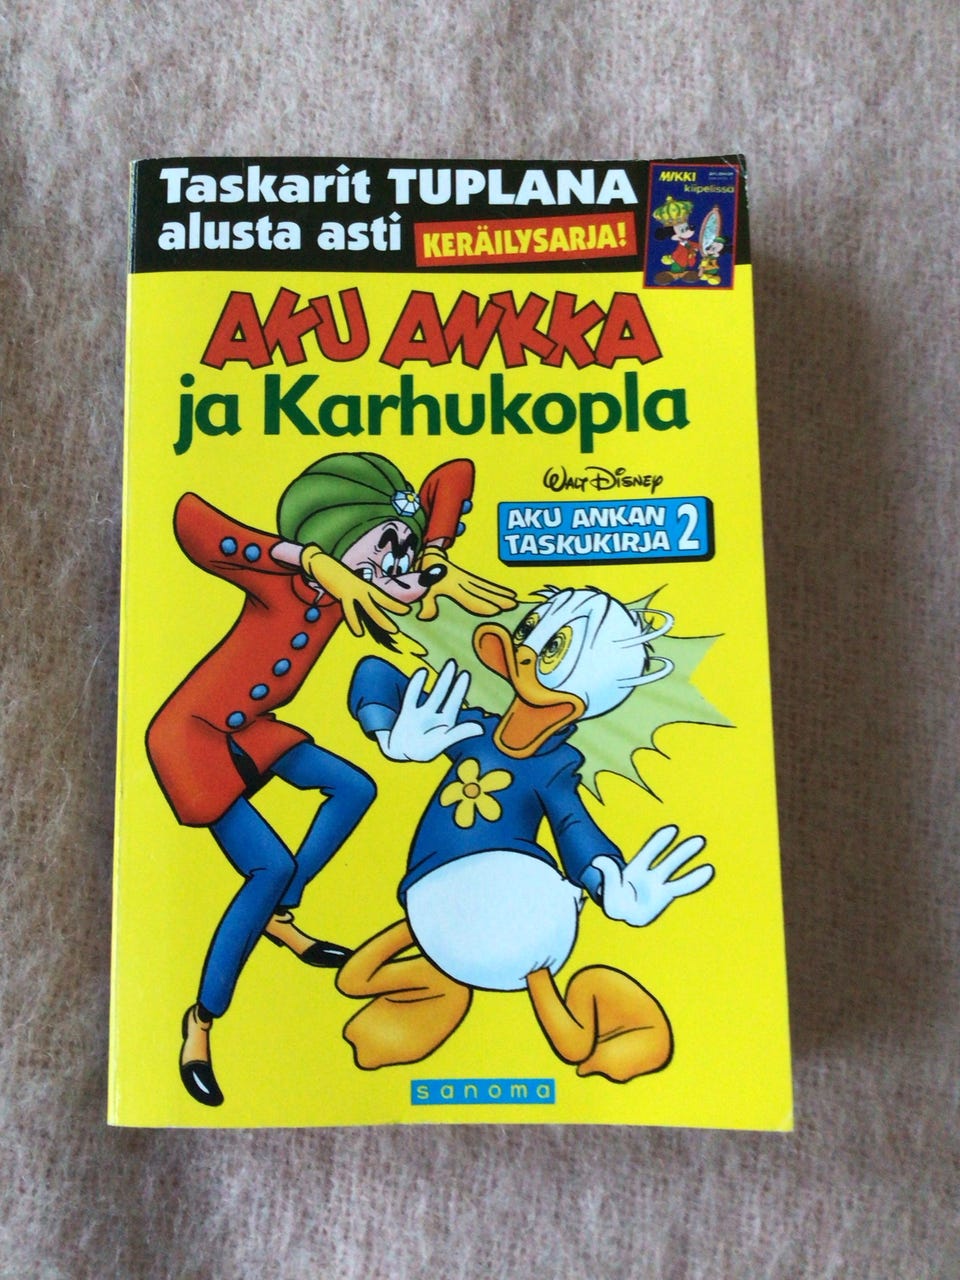 Taskarit TUPLANA
alusta asti
KERÄILYSARJA!
MIKKI
kiipelissä
AKU ANKKA
ja Karhukopla
WALT DISNEY
AKU ANKAN
TASKUKIRJA 2
sanoma